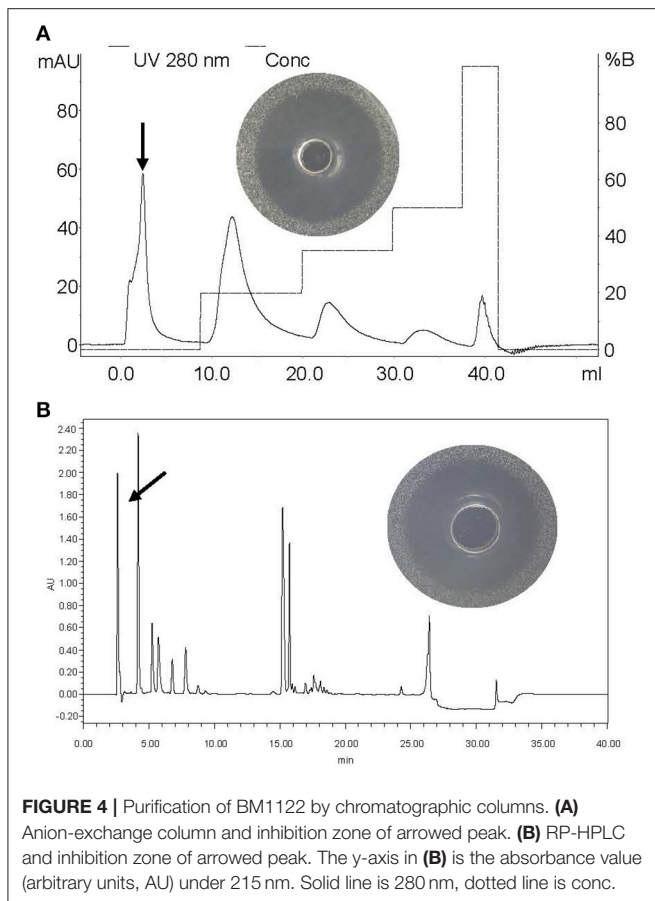 A
mAU
UV 280 nm
Conc
%B
80
80
60
60
40
40
20
20
0
0
0.0 10.0 20.0 30.0 40.0 ml
B
2.40
2.20
2.00
1.80
1.60
1.40
1.20
1.00
0.80
0.60
0.40
0.20
0.00
-0.20
AU
0.00 5.00 10.00 15.00 20.00 25.00 30.00 35.00 40.00
min
FIGURE 4 | Purification of BM1122 by chromatographic columns. (A)
Anion-exchange column and inhibition zone of arrowed peak. (B) RP-HPLC
and inhibition zone of arrowed peak. The y-axis in (B) is the absorbance value
(arbitrary units, AU) under 215 nm. Solid line is 280 nm, dotted line is conc.